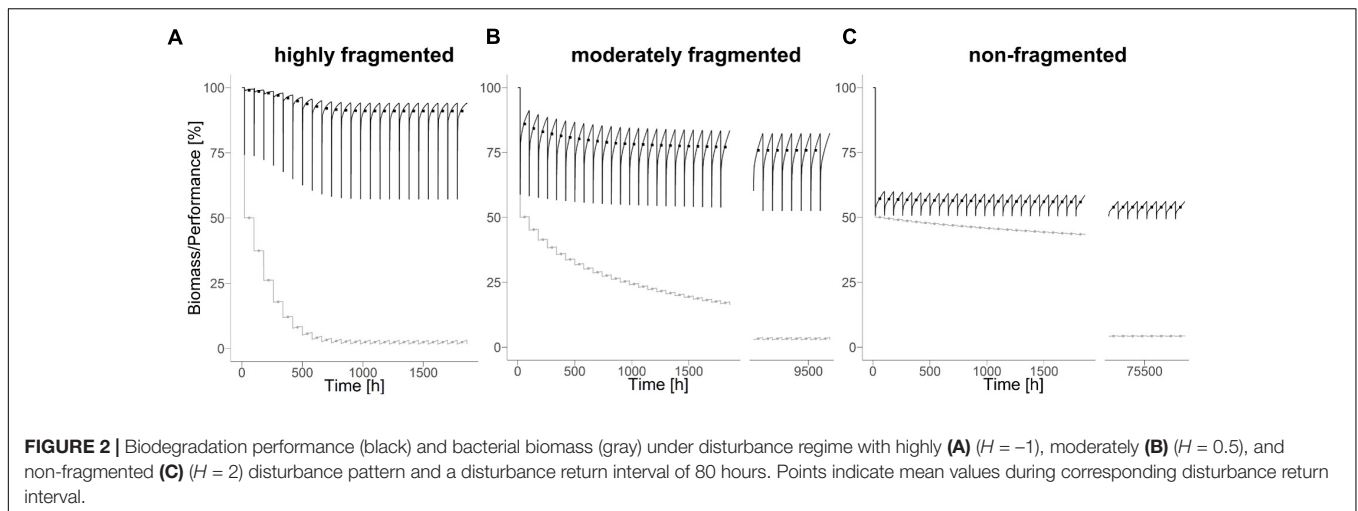 A
highly fragmented
B
moderately fragmented
C
non-fragmented
Biomass/Performance [%]
100
75
50
25
0
0 500 1000 1500
Time [h]
100
75
50
25
0
0 500 1000 1500 9500
Time [h]
100
75
50
25
0
0 500 1000 1500 75500
Time [h]
FIGURE 2 | Biodegradation performance (black) and bacterial biomass (gray) under disturbance regime with highly (A) (H = –1), moderately (B) (H = 0.5), and
non-fragmented (C) (H = 2) disturbance pattern and a disturbance return interval of 80 hours. Points indicate mean values during corresponding disturbance return
interval.